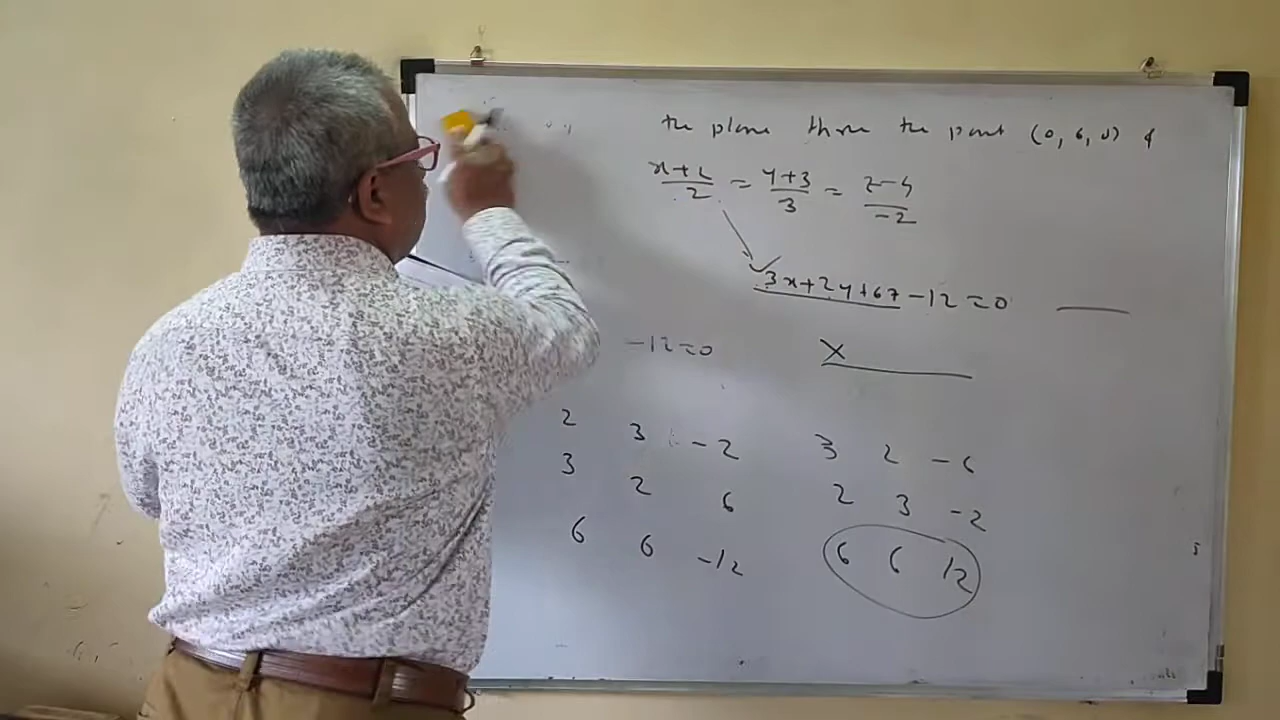 the plane thro the point (0, 6, 0) &
x+2/2 = y+3/3 = z-4/-2
3x+2y+6z-12=0
-12=0
X
2 3 -2
3 2 6
6 6 -12
3 2 -6
2 3 -2
6 6 12